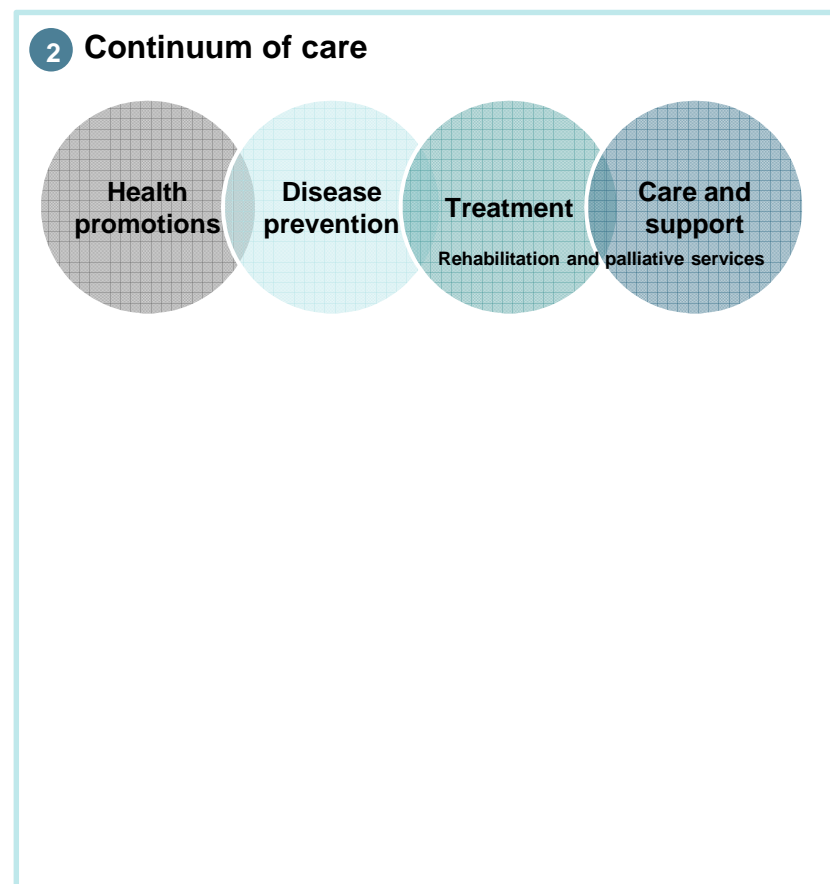 2 Continuum of care
Health
promotions
Disease
prevention
Treatment
Care and
support
Rehabilitation and palliative services